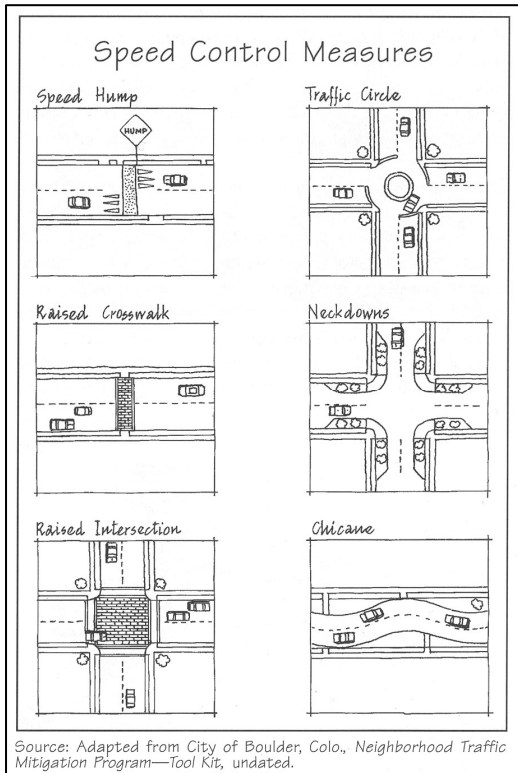 Speed Control Measures
Speed Hump
HUMP
Traffic Circle
Raised Crosswalk
Neckdowns
Raised Intersection
Chicane
Source: Adapted from City of Boulder, Colo., Neighborhood Traffic
Mitigation Program—Tool Kit, undated.